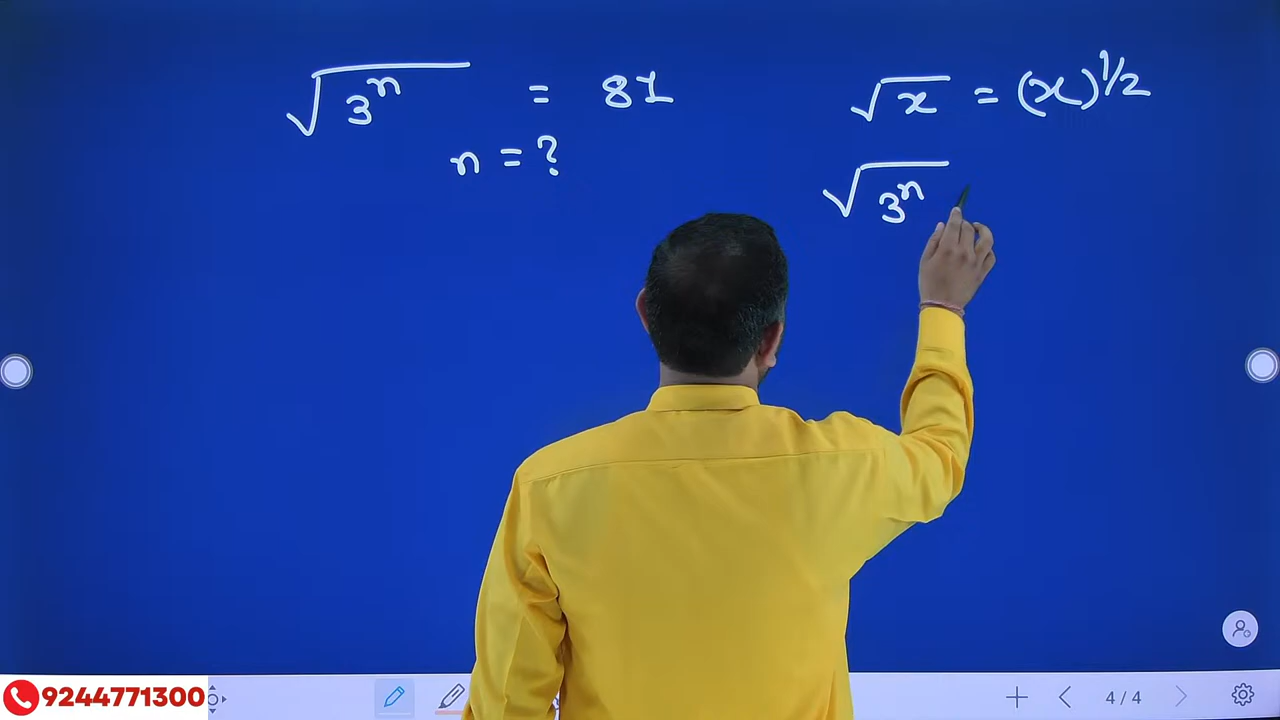 √3ⁿ = 81
n = ?
√x = (x)^1/2
√3ⁿ
9244771300
4/4